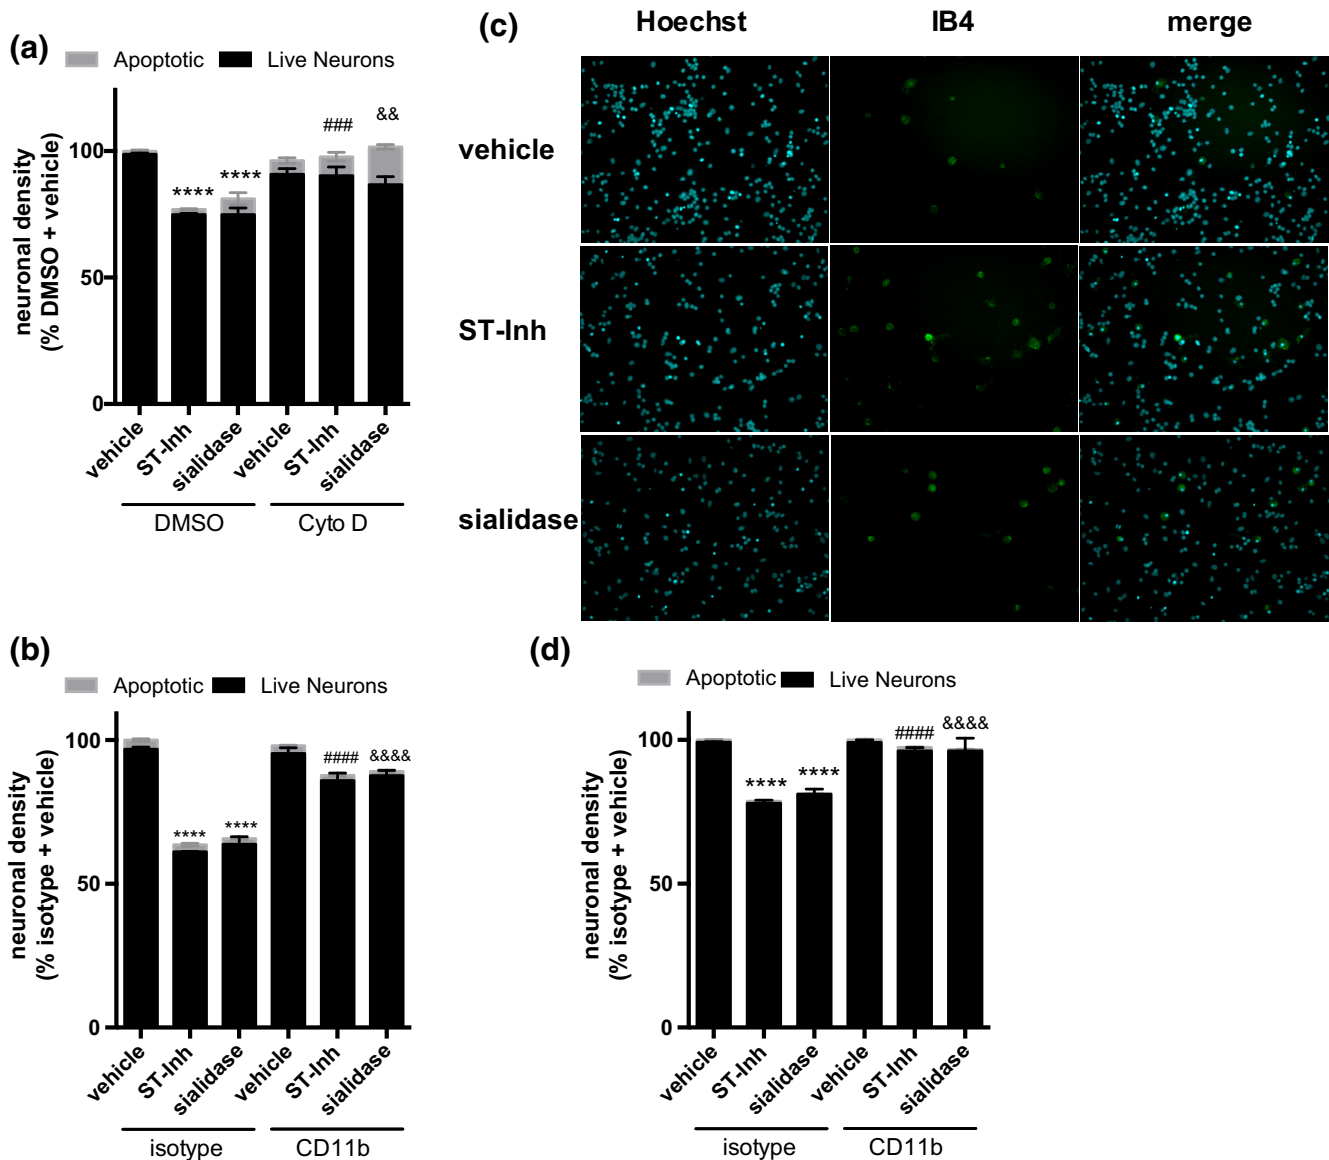 (a)
Apoptotic Live Neurons
neuronal density
(% DMSO + vehicle)
100
50
0
****
****
###
&&
vehicle
ST-Inh
sialidase
vehicle
ST-Inh
sialidase
DMSO
Cyto D
(c)
Hoechst IB4 merge
vehicle
ST-Inh
sialidase
(b)
Apoptotic Live Neurons
neuronal density
(% isotype + vehicle)
100
50
0
****
****
####
&&&&
vehicle
ST-Inh
sialidase
vehicle
ST-Inh
sialidase
isotype
CD11b
(d)
Apoptotic Live Neurons
neuronal density
(% isotype + vehicle)
100
50
0
****
****
####
&&&&
vehicle
ST-Inh
sialidase
vehicle
ST-Inh
sialidase
isotype
CD11b